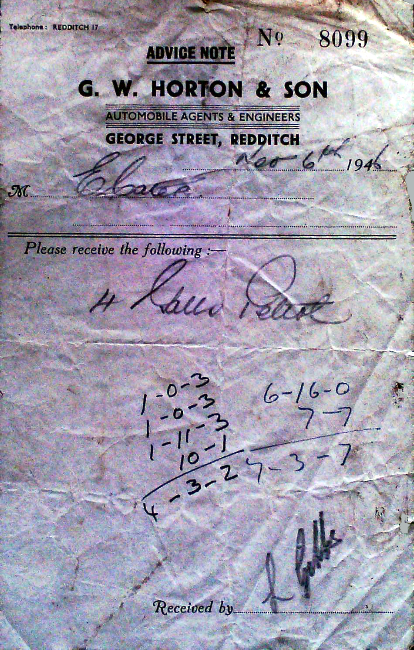 Telephone : REDDITCH 17
Nº 8099
ADVICE NOTE
G. W. HORTON & SON
AUTOMOBILE AGENTS & ENGINEERS
GEORGE STREET, REDDITCH
Nov 6th 1946
M
Please receive the following :—
4 Galls Petrol
1-0-3 6-16-0
1-0-3 7-7
1-11-3
10-1
4-3-2 7-3-7
Received by